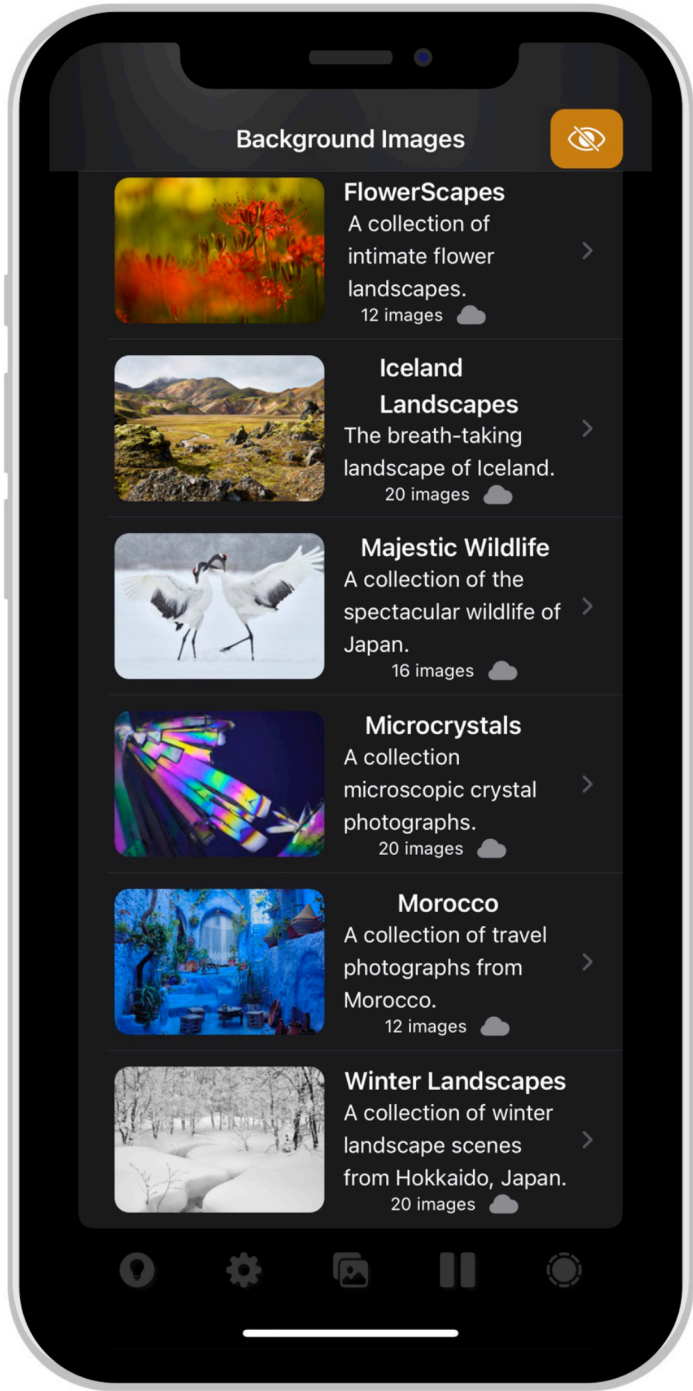 Background Images
FlowerScapes
A collection of
intimate flower
landscapes.
12 images
Iceland
Landscapes
The breath-taking
landscape of Iceland.
20 images
Majestic Wildlife
A collection of the
spectacular wildlife of
Japan.
16 images
Microcrystals
A collection
microscopic crystal
photographs.
20 images
Morocco
A collection of travel
photographs from
Morocco.
12 images
Winter Landscapes
A collection of winter
landscape scenes
from Hokkaido, Japan.
20 images